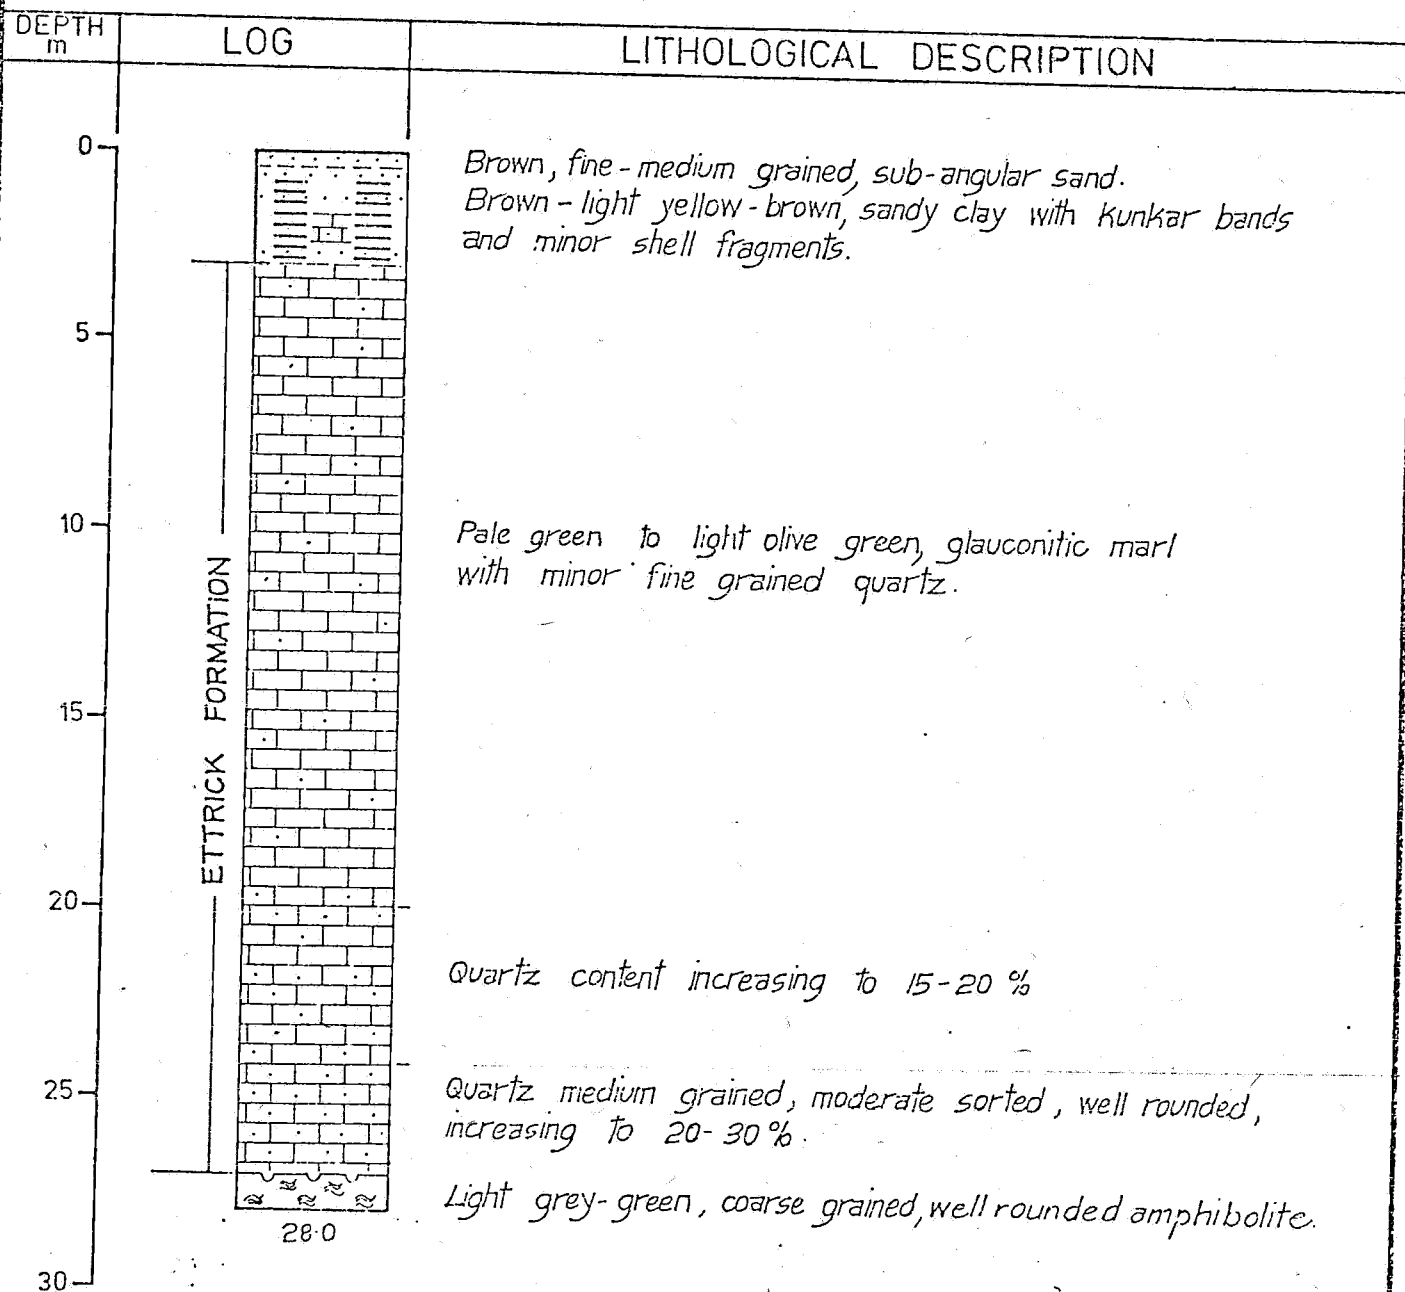 DEPTH
m
LOG
LITHOLOGICAL DESCRIPTION
0
Brown, fine-medium grained, sub-angular sand.
Brown-light yellow-brown, sandy clay with kunkar bands
and minor shell fragments.
5
10
Pale green to light olive green, glauconitic marl
with minor fine grained quartz.
ETTRICK FORMATION
15
20
Quartz content increasing to 15-20 %
25
Quartz medium grained, moderate sorted, well rounded,
increasing to 20-30%.
Light grey-green, coarse grained, well rounded amphibolite.
28·0
30